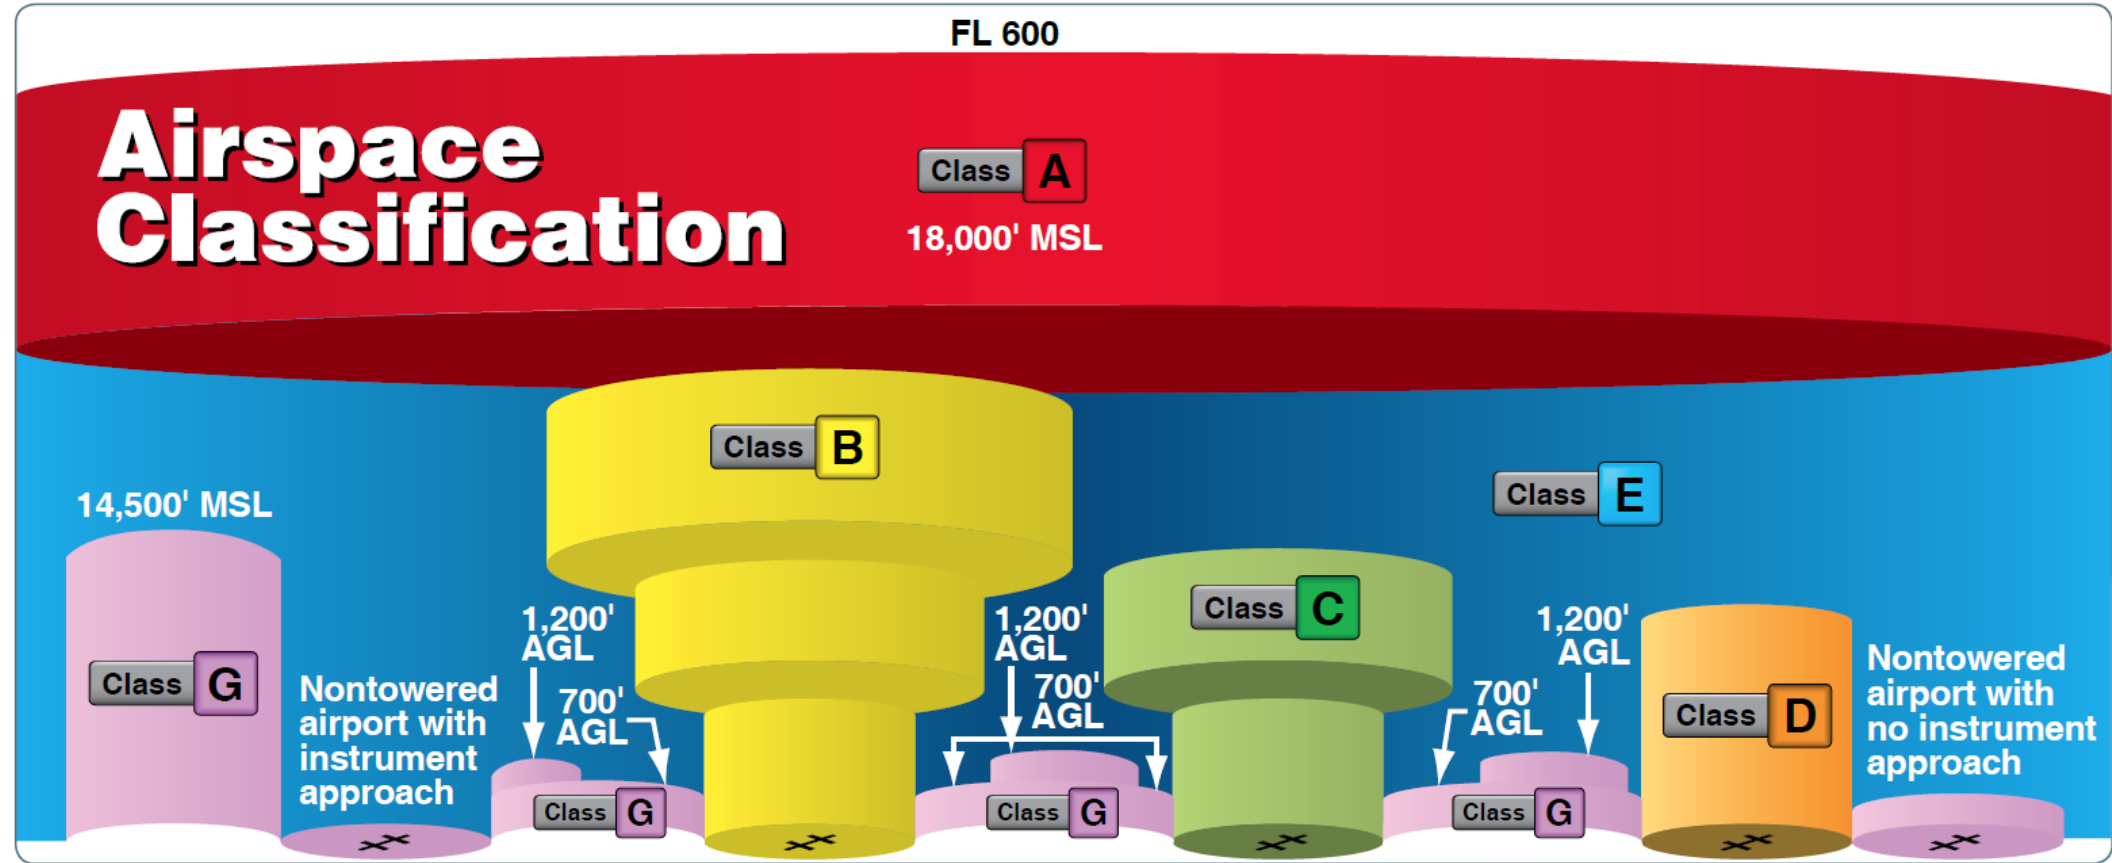 FL 600
Airspace
Classification
Class A
18,000' MSL
Class B
Class E
14,500' MSL
Class C
1,200'
AGL
1,200'
AGL
1,200'
AGL
Class G
Nontowered
airport with
instrument
approach
700'
AGL
700'
AGL
700'
AGL
Class D
Nontowered
airport with
no instrument
approach
Class G
Class G
Class G